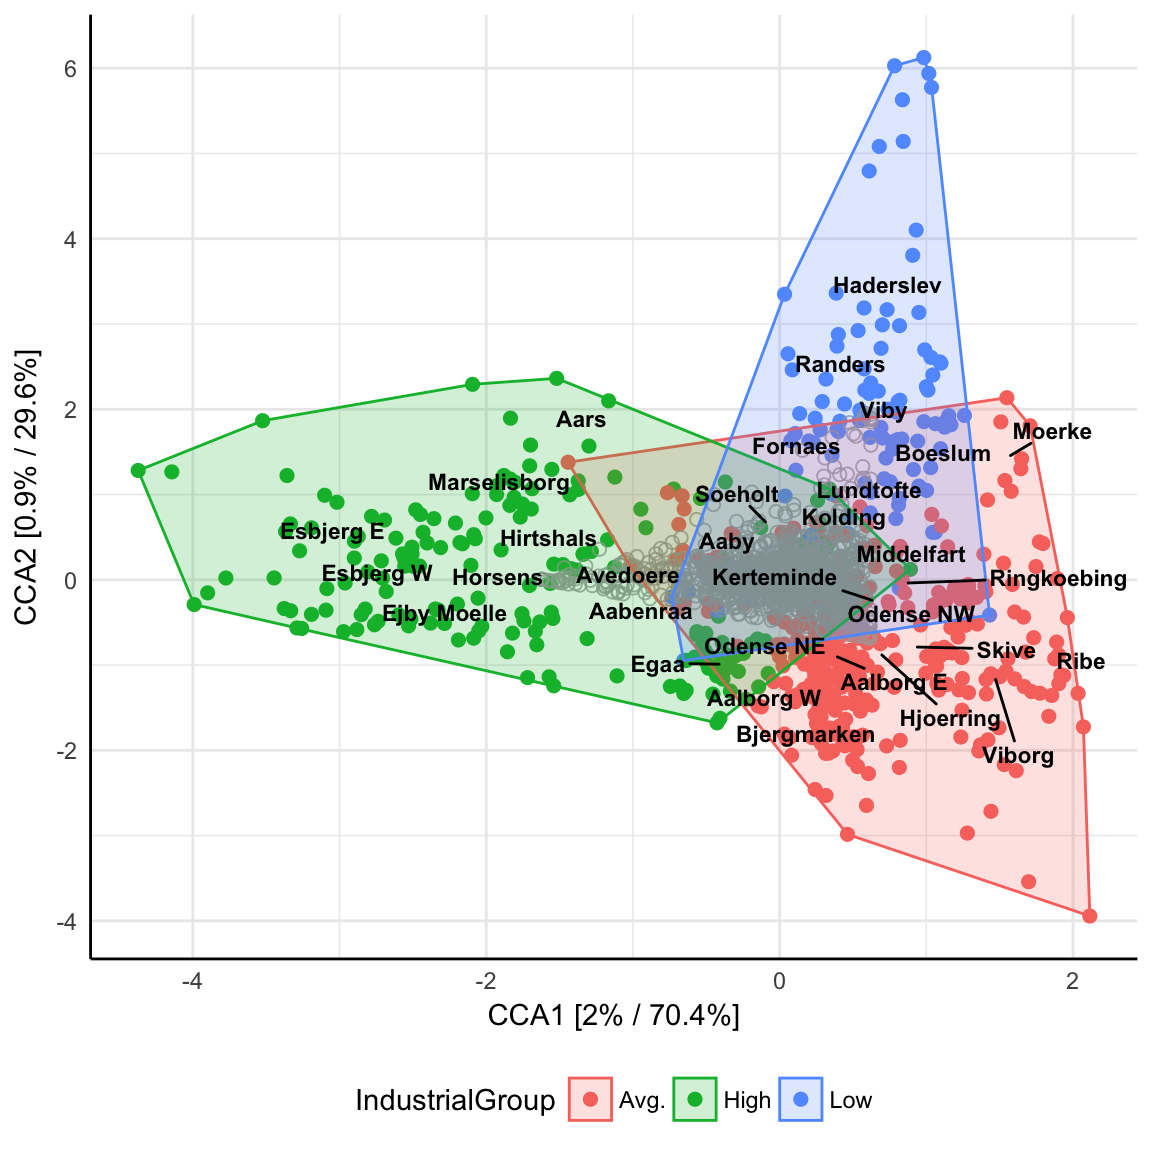 6
4
2
0
-2
-4
CCA2 [0.9% / 29.6%]
Haderslev
Randers
Viby
Aars
Moerke
Fornaes
Boeslum
Marselisborg
Soeholt
Lundtofte
Kolding
Esbjerg E
Hirtshals
Aaby
Middelfart
Esbjerg W
Horsens
Avedoere
Kerteminde
Ringkoebing
Ejby Moelle
Aabenraa
Odense NW
Odense NE
Skive
Egaa
Ribe
Aalborg E
Aalborg W
Hjoerring
Bjergmarken
Viborg
-4 -2 0 2
CCA1 [2% / 70.4%]
IndustrialGroup Avg. High Low